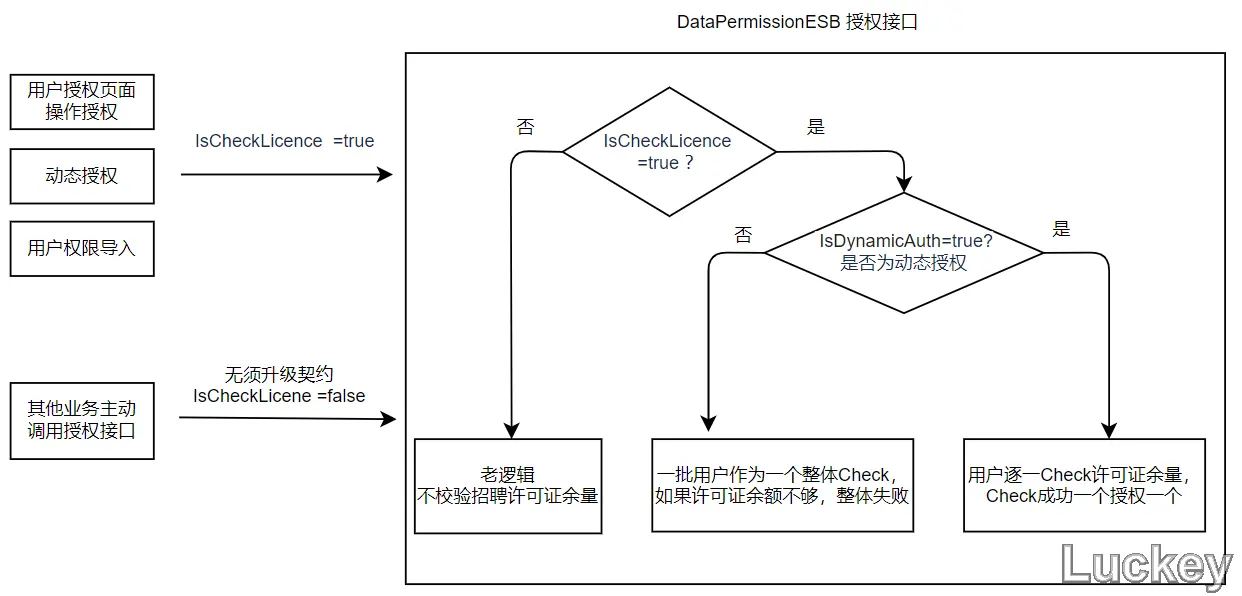 DataPermissionESB 授权接口
用户授权页面
操作授权
动态授权
用户权限导入
IsCheckLicence =true
否
IsCheckLicence
=true ?
是
否
IsDynamicAuth=true?
是否为动态授权
是
无须升级契约
IsCheckLicene =false
其他业务主动
调用授权接口
老逻辑
不校验招聘许可证余量
一批用户作为一个整体Check，
如果许可证余额不够，整体失败
用户逐一Check许可证余量，
Check成功一个授权一个
Luckey